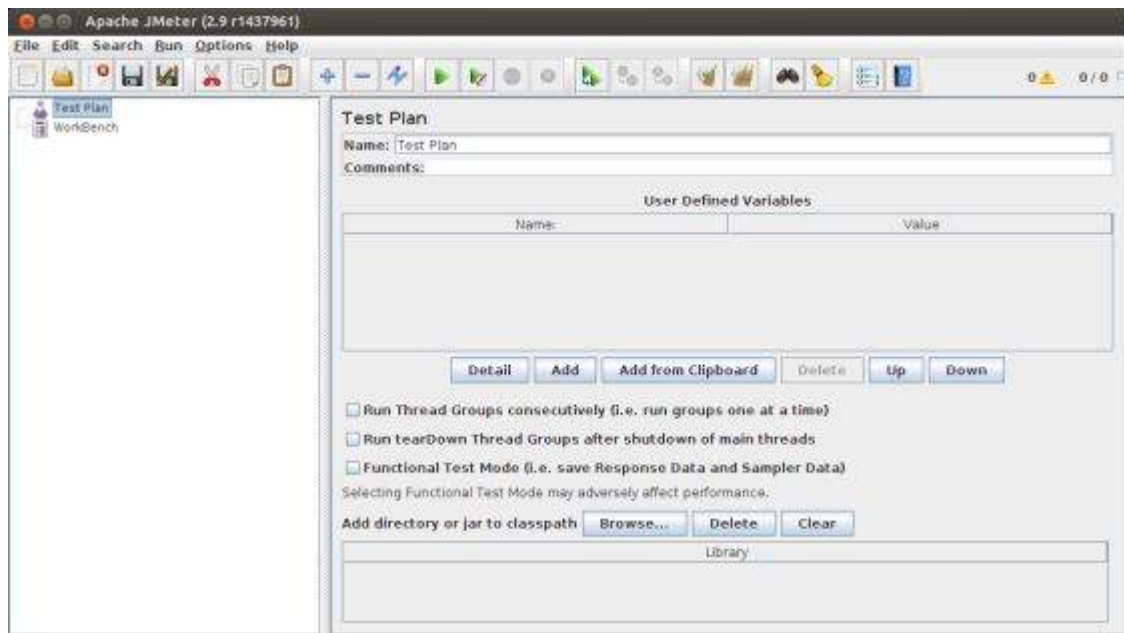 Apache JMeter (2.9 r1437961)
File Edit Search Run Options Help
0 0 / 0
Test Plan
WorkBench
Test Plan
Name: Test Plan
Comments:
User Defined Variables
Name: Value
Detail Add Add from Clipboard Delete Up Down
Run Thread Groups consecutively (i.e. run groups one at a time)
Run tearDown Thread Groups after shutdown of main threads
Functional Test Mode (i.e. save Response Data and Sampler Data)
Selecting Functional Test Mode may adversely affect performance.
Add directory or jar to classpath Browse... Delete Clear
Library